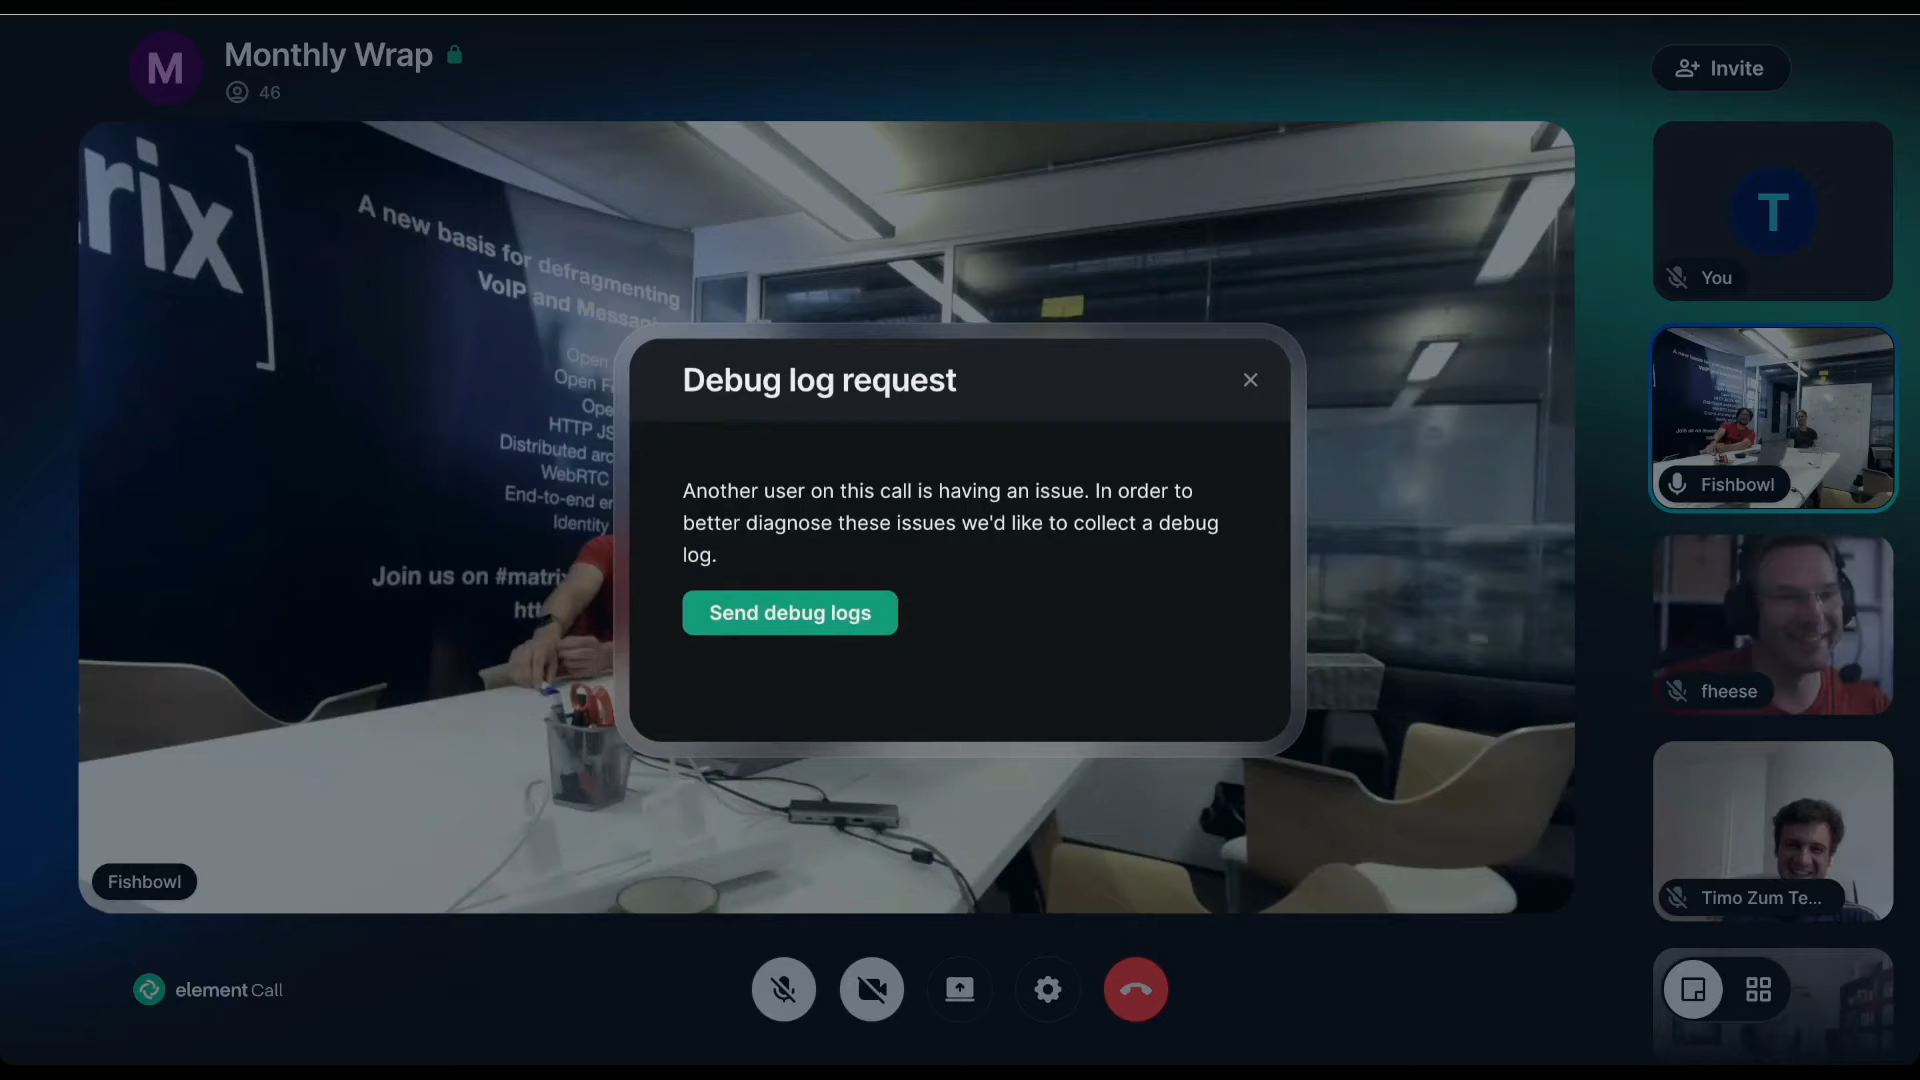 M
Monthly Wrap
46
Invite
rix]
A new basis for defragmenting
VoIP and
Open
Open
HTTP
Distributed
WebRTC
End-to-end
Identity
Join us on
T
You
Fishbowl
fheese
Timo Zum Te...
Debug log request
Another user on this call is having an issue. In order to
better diagnose these issues we'd like to collect a debug
log.
Send debug logs
Fishbowl
element Call